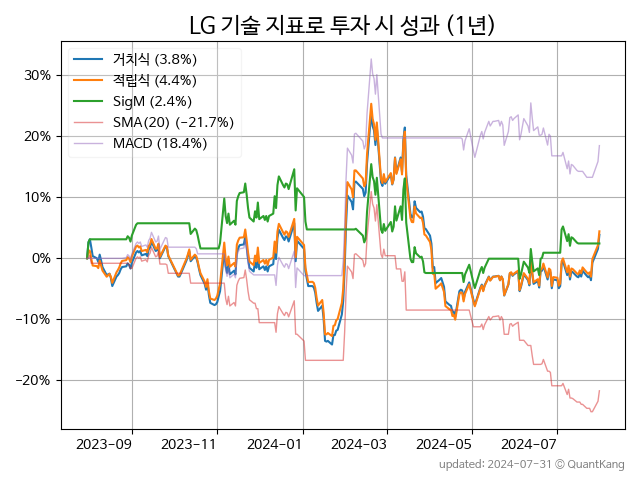 LG 기술 지표로 투자 시 성과 (1년)
거치식 (3.8%)
적립식 (4.4%)
SigM (2.4%)
SMA(20) (−21.7%)
MACD (18.4%)
30%
20%
10%
0%
−10%
−20%
2023-09 2023-11 2024-01 2024-03 2024-05 2024-07
updated: 2024-07-31 © QuantKang